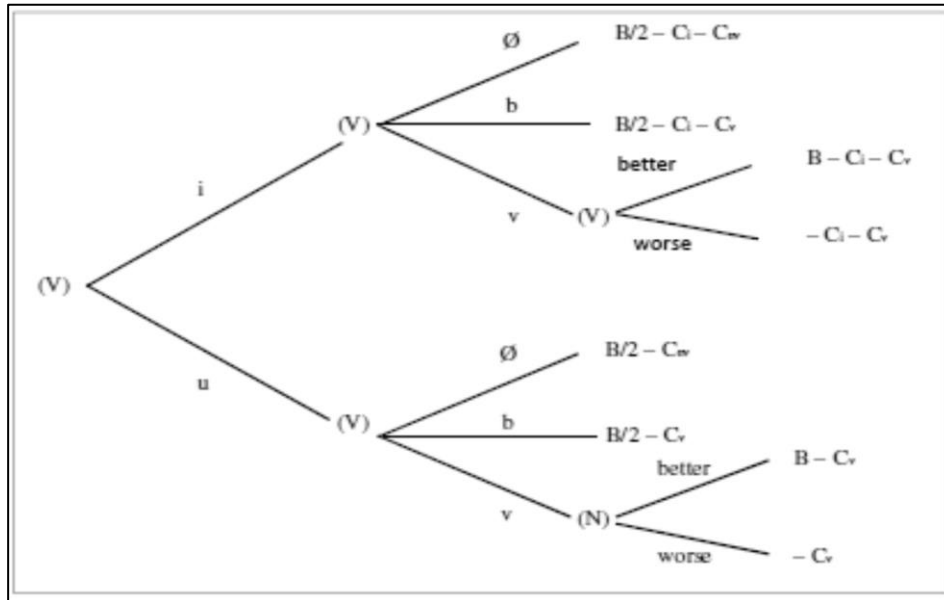 Ø
B/2 – Ci – Cnv
b
B/2 – Ci – Cv
(V)
better
B – Ci – Cv
i
v
(V)
worse
– Ci – Cv
(V)
Ø
B/2 – Cnv
u
(V)
b
B/2 – Cv
better
B – Cv
v
(N)
worse
– Cv